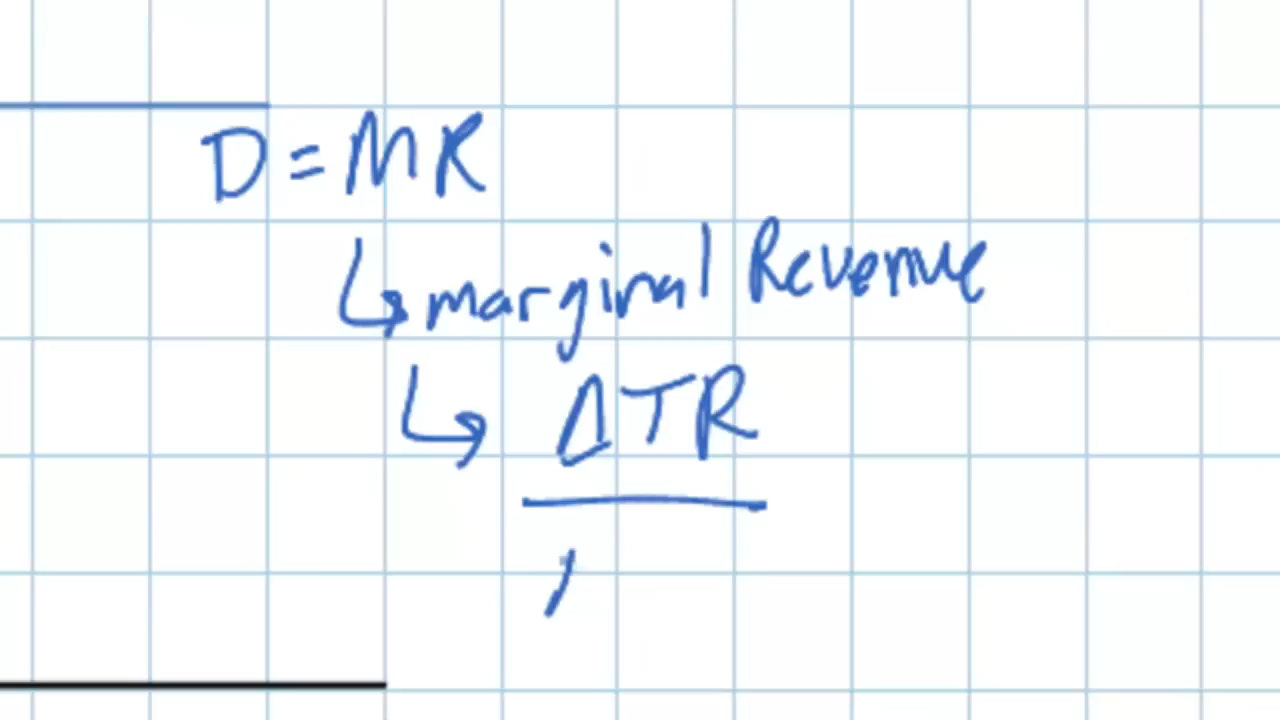 D = MR
↳ marginal Revenue
↳ ΔTR